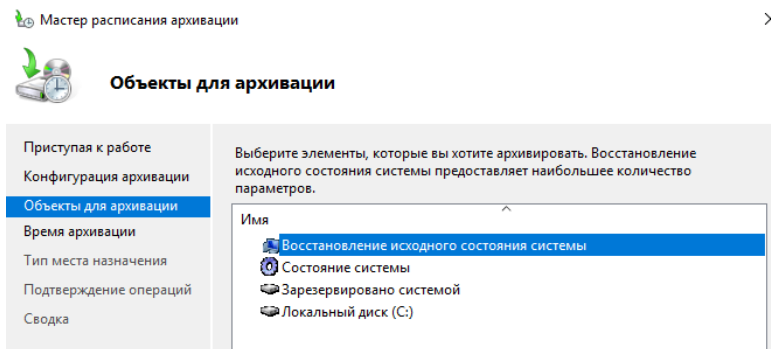 Мастер расписания архивации
Объекты для архивации
Приступая к работе
Конфигурация архивации
Объекты для архивации
Время архивации
Тип места назначения
Подтверждение операций
Сводка
Выберите элементы, которые вы хотите архивировать. Восстановление
исходного состояния системы предоставляет наибольшее количество
параметров.
Имя
Восстановление исходного состояния системы
Состояние системы
Зарезервировано системой
Локальный диск (C:)